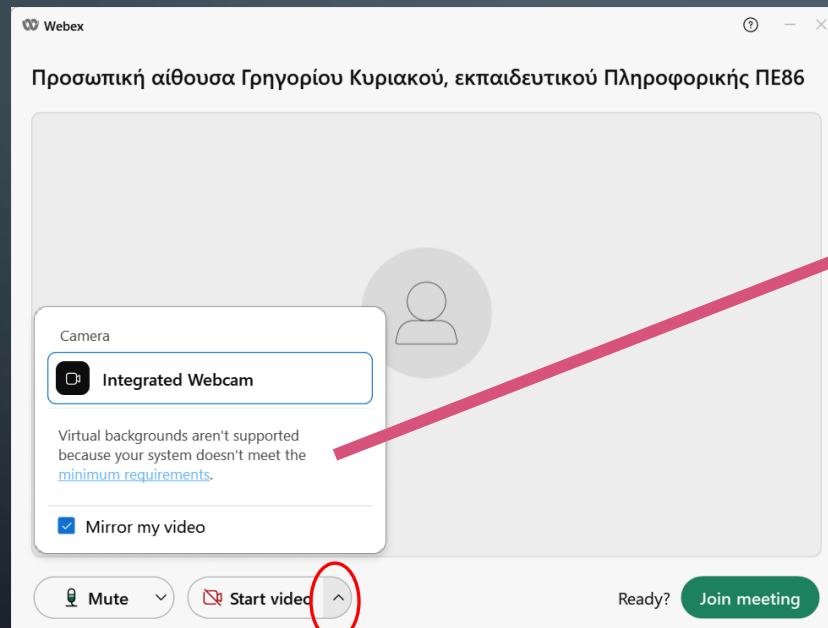 Webex
Προσωπική αίθουσα Γρηγορίου Κυριακού, εκπαιδευτικού Πληροφορικής ΠΕ86
Camera
Integrated Webcam
Virtual backgrounds aren't supported
because your system doesn't meet the
minimum requirements.
Mirror my video
Mute
Start video
Ready?
Join meeting